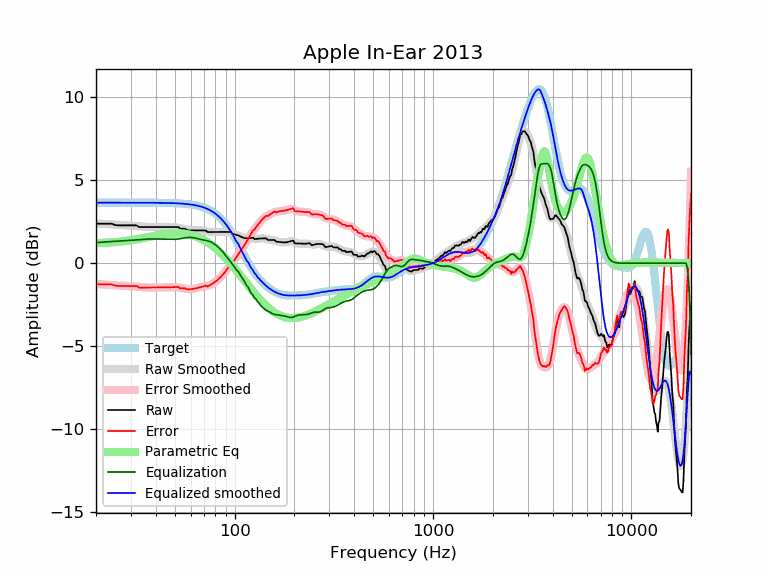 Apple In-Ear 2013
Amplitude (dBr)
10
5
0
−5
−10
−15
Target
Raw Smoothed
Error Smoothed
Raw
Error
Parametric Eq
Equalization
Equalized smoothed
100
1000
10000
Frequency (Hz)